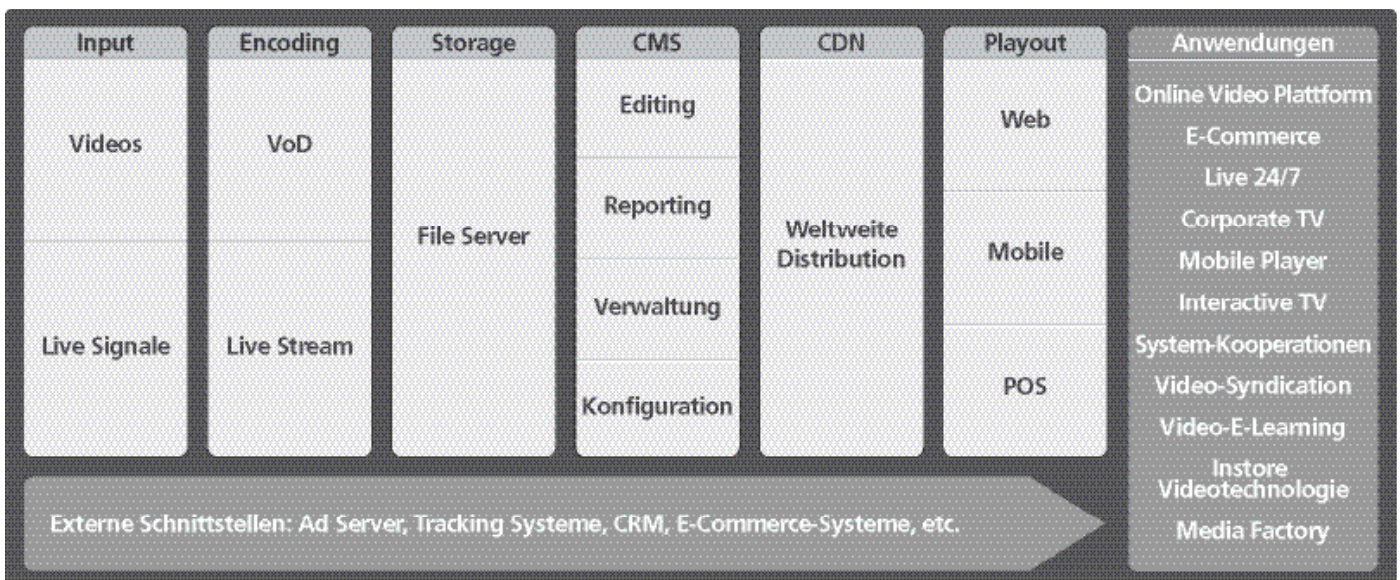 Input
Videos
Live Signale
Encoding
VoD
Live Stream
Storage
File Server
CMS
Editing
Reporting
Verwaltung
Konfiguration
CDN
Weltweite
Distribution
Playout
Web
Mobile
POS
Anwendungen
Online Video Plattform
E-Commerce
Live 24/7
Corporate TV
Mobile Player
Interactive TV
System-Kooperationen
Video-Syndication
Video-E-Learning
Instore
Videotechnologie
Media Factory
Externe Schnittstellen: Ad Server, Tracking Systeme, CRM, E-Commerce-Systeme, etc.